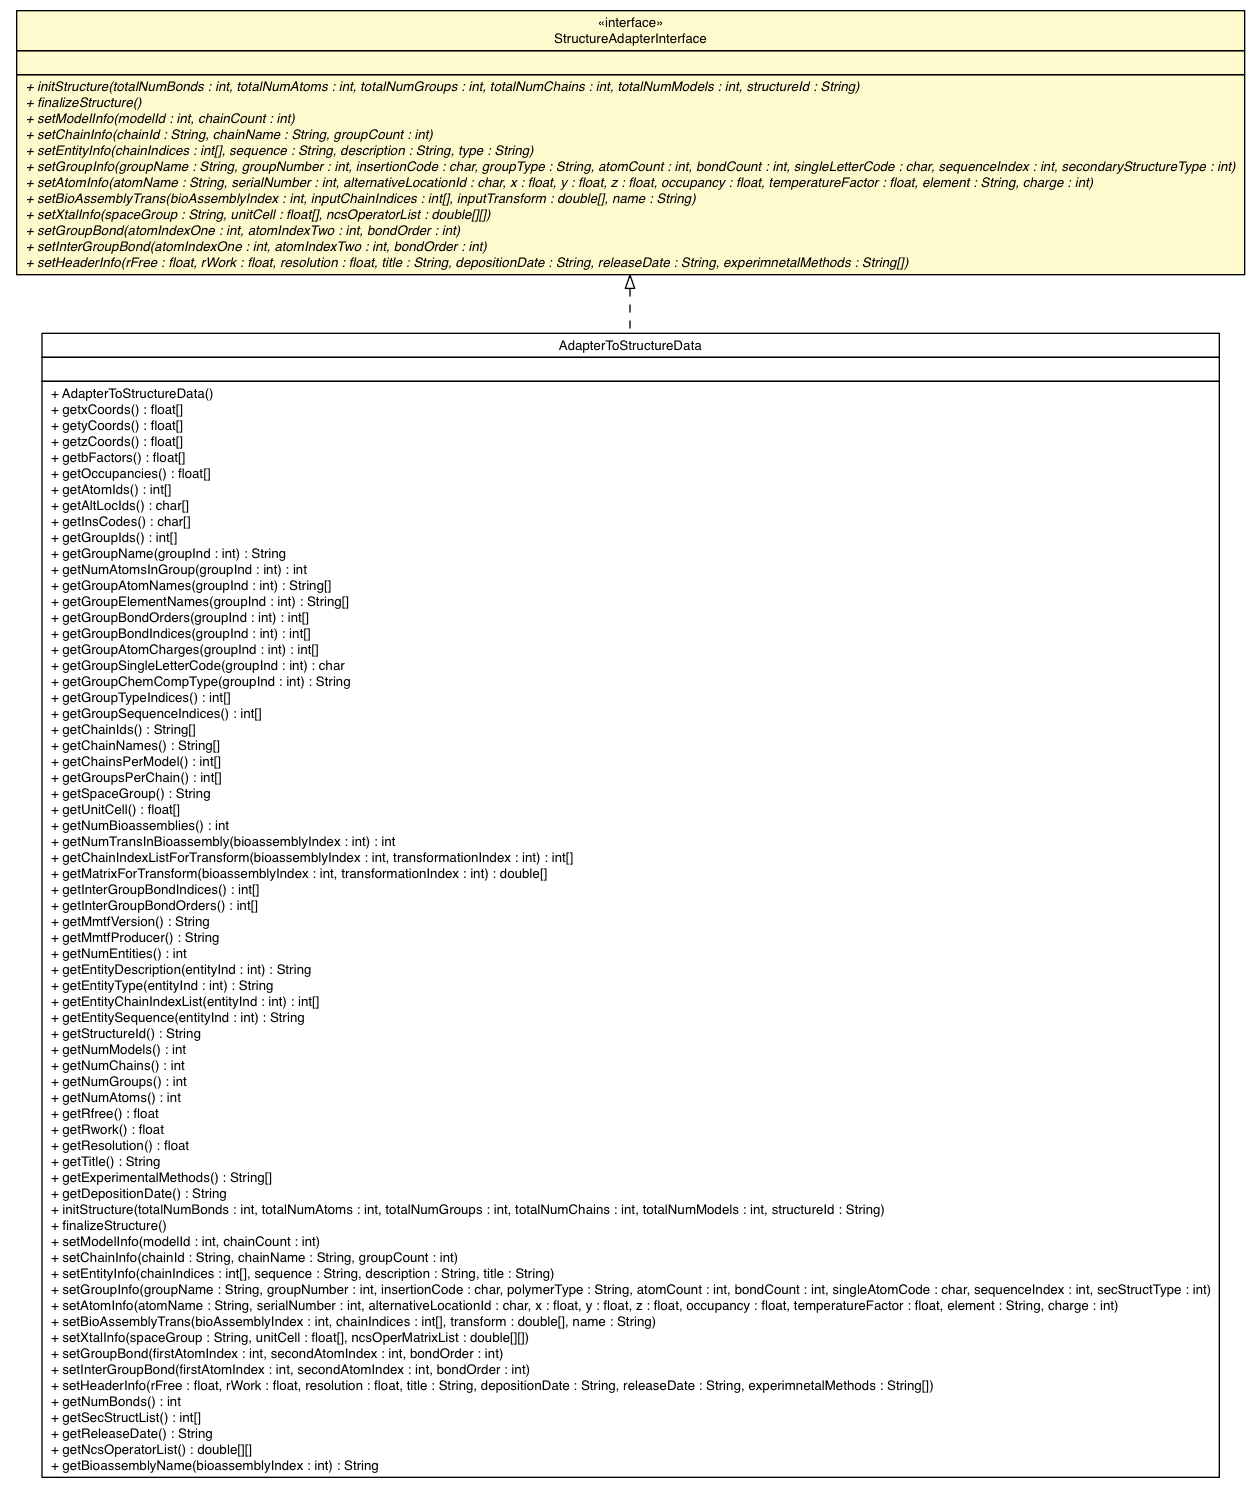 «interface»
StructureAdapterInterface
+ initStructure(totalNumBonds : int, totalNumAtoms : int, totalNumGroups : int, totalNumChains : int, totalNumModels : int, structureId : String)
+ finalizeStructure()
+ setModelInfo(modelId : int, chainCount : int)
+ setChainInfo(chainId : String, chainName : String, groupCount : int)
+ setEntityInfo(chainIndices : int[], sequence : String, description : String, type : String)
+ setGroupInfo(groupName : String, groupNumber : int, insertionCode : char, groupType : String, atomCount : int, bondCount : int, singleLetterCode : char, sequenceIndex : int, secondaryStructureType : int)
+ setAtomInfo(atomName : String, serialNumber : int, alternativeLocationId : char, x : float, y : float, z : float, occupancy : float, temperatureFactor : float, element : String, charge : int)
+ setBioAssemblyTrans(bioAssemblyIndex : int, inputChainIndices : int[], inputTransform : double[], name : String)
+ setXtalInfo(spaceGroup : String, unitCell : float[], ncsOperatorList : double[][])
+ setGroupBond(atomIndexOne : int, atomIndexTwo : int, bondOrder : int)
+ setInterGroupBond(atomIndexOne : int, atomIndexTwo : int, bondOrder : int)
+ setHeaderInfo(rFree : float, rWork : float, resolution : float, title : String, depositionDate : String, releaseDate : String, experimnetalMethods : String[])
AdapterToStructureData
+ AdapterToStructureData()
+ getxCoords() : float[]
+ getyCoords() : float[]
+ getzCoords() : float[]
+ getbFactors() : float[]
+ getOccupancies() : float[]
+ getAtomIds() : int[]
+ getAltLocIds() : char[]
+ getInsCodes() : char[]
+ getGroupIds() : int[]
+ getGroupName(groupInd : int) : String
+ getNumAtomsInGroup(groupInd : int) : int
+ getGroupAtomNames(groupInd : int) : String[]
+ getGroupElementNames(groupInd : int) : String[]
+ getGroupBondOrders(groupInd : int) : int[]
+ getGroupBondIndices(groupInd : int) : int[]
+ getGroupAtomCharges(groupInd : int) : int[]
+ getGroupSingleLetterCode(groupInd : int) : char
+ getGroupChemCompType(groupInd : int) : String
+ getGroupTypeIndices() : int[]
+ getGroupSequenceIndices() : int[]
+ getChainIds() : String[]
+ getChainNames() : String[]
+ getChainsPerModel() : int[]
+ getGroupsPerChain() : int[]
+ getSpaceGroup() : String
+ getUnitCell() : float[]
+ getNumBioassemblies() : int
+ getNumTransInBioassembly(bioassemblyIndex : int) : int
+ getChainIndexListForTransform(bioassemblyIndex : int, transformationIndex : int) : int[]
+ getMatrixForTransform(bioassemblyIndex : int, transformationIndex : int) : double[]
+ getInterGroupBondIndices() : int[]
+ getInterGroupBondOrders() : int[]
+ getMmtfVersion() : String
+ getMmtfProducer() : String
+ getNumEntities() : int
+ getEntityDescription(entityInd : int) : String
+ getEntityType(entityInd : int) : String
+ getEntityChainIndexList(entityInd : int) : int[]
+ getEntitySequence(entityInd : int) : String
+ getStructureId() : String
+ getNumModels() : int
+ getNumChains() : int
+ getNumGroups() : int
+ getNumAtoms() : int
+ getRfree() : float
+ getRwork() : float
+ getResolution() : float
+ getTitle() : String
+ getExperimentalMethods() : String[]
+ getDepositionDate() : String
+ initStructure(totalNumBonds : int, totalNumAtoms : int, totalNumGroups : int, totalNumChains : int, totalNumModels : int, structureId : String)
+ finalizeStructure()
+ setModelInfo(modelId : int, chainCount : int)
+ setChainInfo(chainId : String, chainName : String, groupCount : int)
+ setEntityInfo(chainIndices : int[], sequence : String, description : String, title : String)
+ setGroupInfo(groupName : String, groupNumber : int, insertionCode : char, polymerType : String, atomCount : int, bondCount : int, singleAtomCode : char, sequenceIndex : int, secStructType : int)
+ setAtomInfo(atomName : String, serialNumber : int, alternativeLocationId : char, x : float, y : float, z : float, occupancy : float, temperatureFactor : float, element : String, charge : int)
+ setBioAssemblyTrans(bioAssemblyIndex : int, chainIndices : int[], transform : double[], name : String)
+ setXtalInfo(spaceGroup : String, unitCell : float[], ncsOperMatrixList : double[][])
+ setGroupBond(firstAtomIndex : int, secondAtomIndex : int, bondOrder : int)
+ setInterGroupBond(firstAtomIndex : int, secondAtomIndex : int, bondOrder : int)
+ setHeaderInfo(rFree : float, rWork : float, resolution : float, title : String, depositionDate : String, releaseDate : String, experimnetalMethods : String[])
+ getNumBonds() : int
+ getSecStructList() : int[]
+ getReleaseDate() : String
+ getNcsOperatorList() : double[][]
+ getBioassemblyName(bioassemblyIndex : int) : String